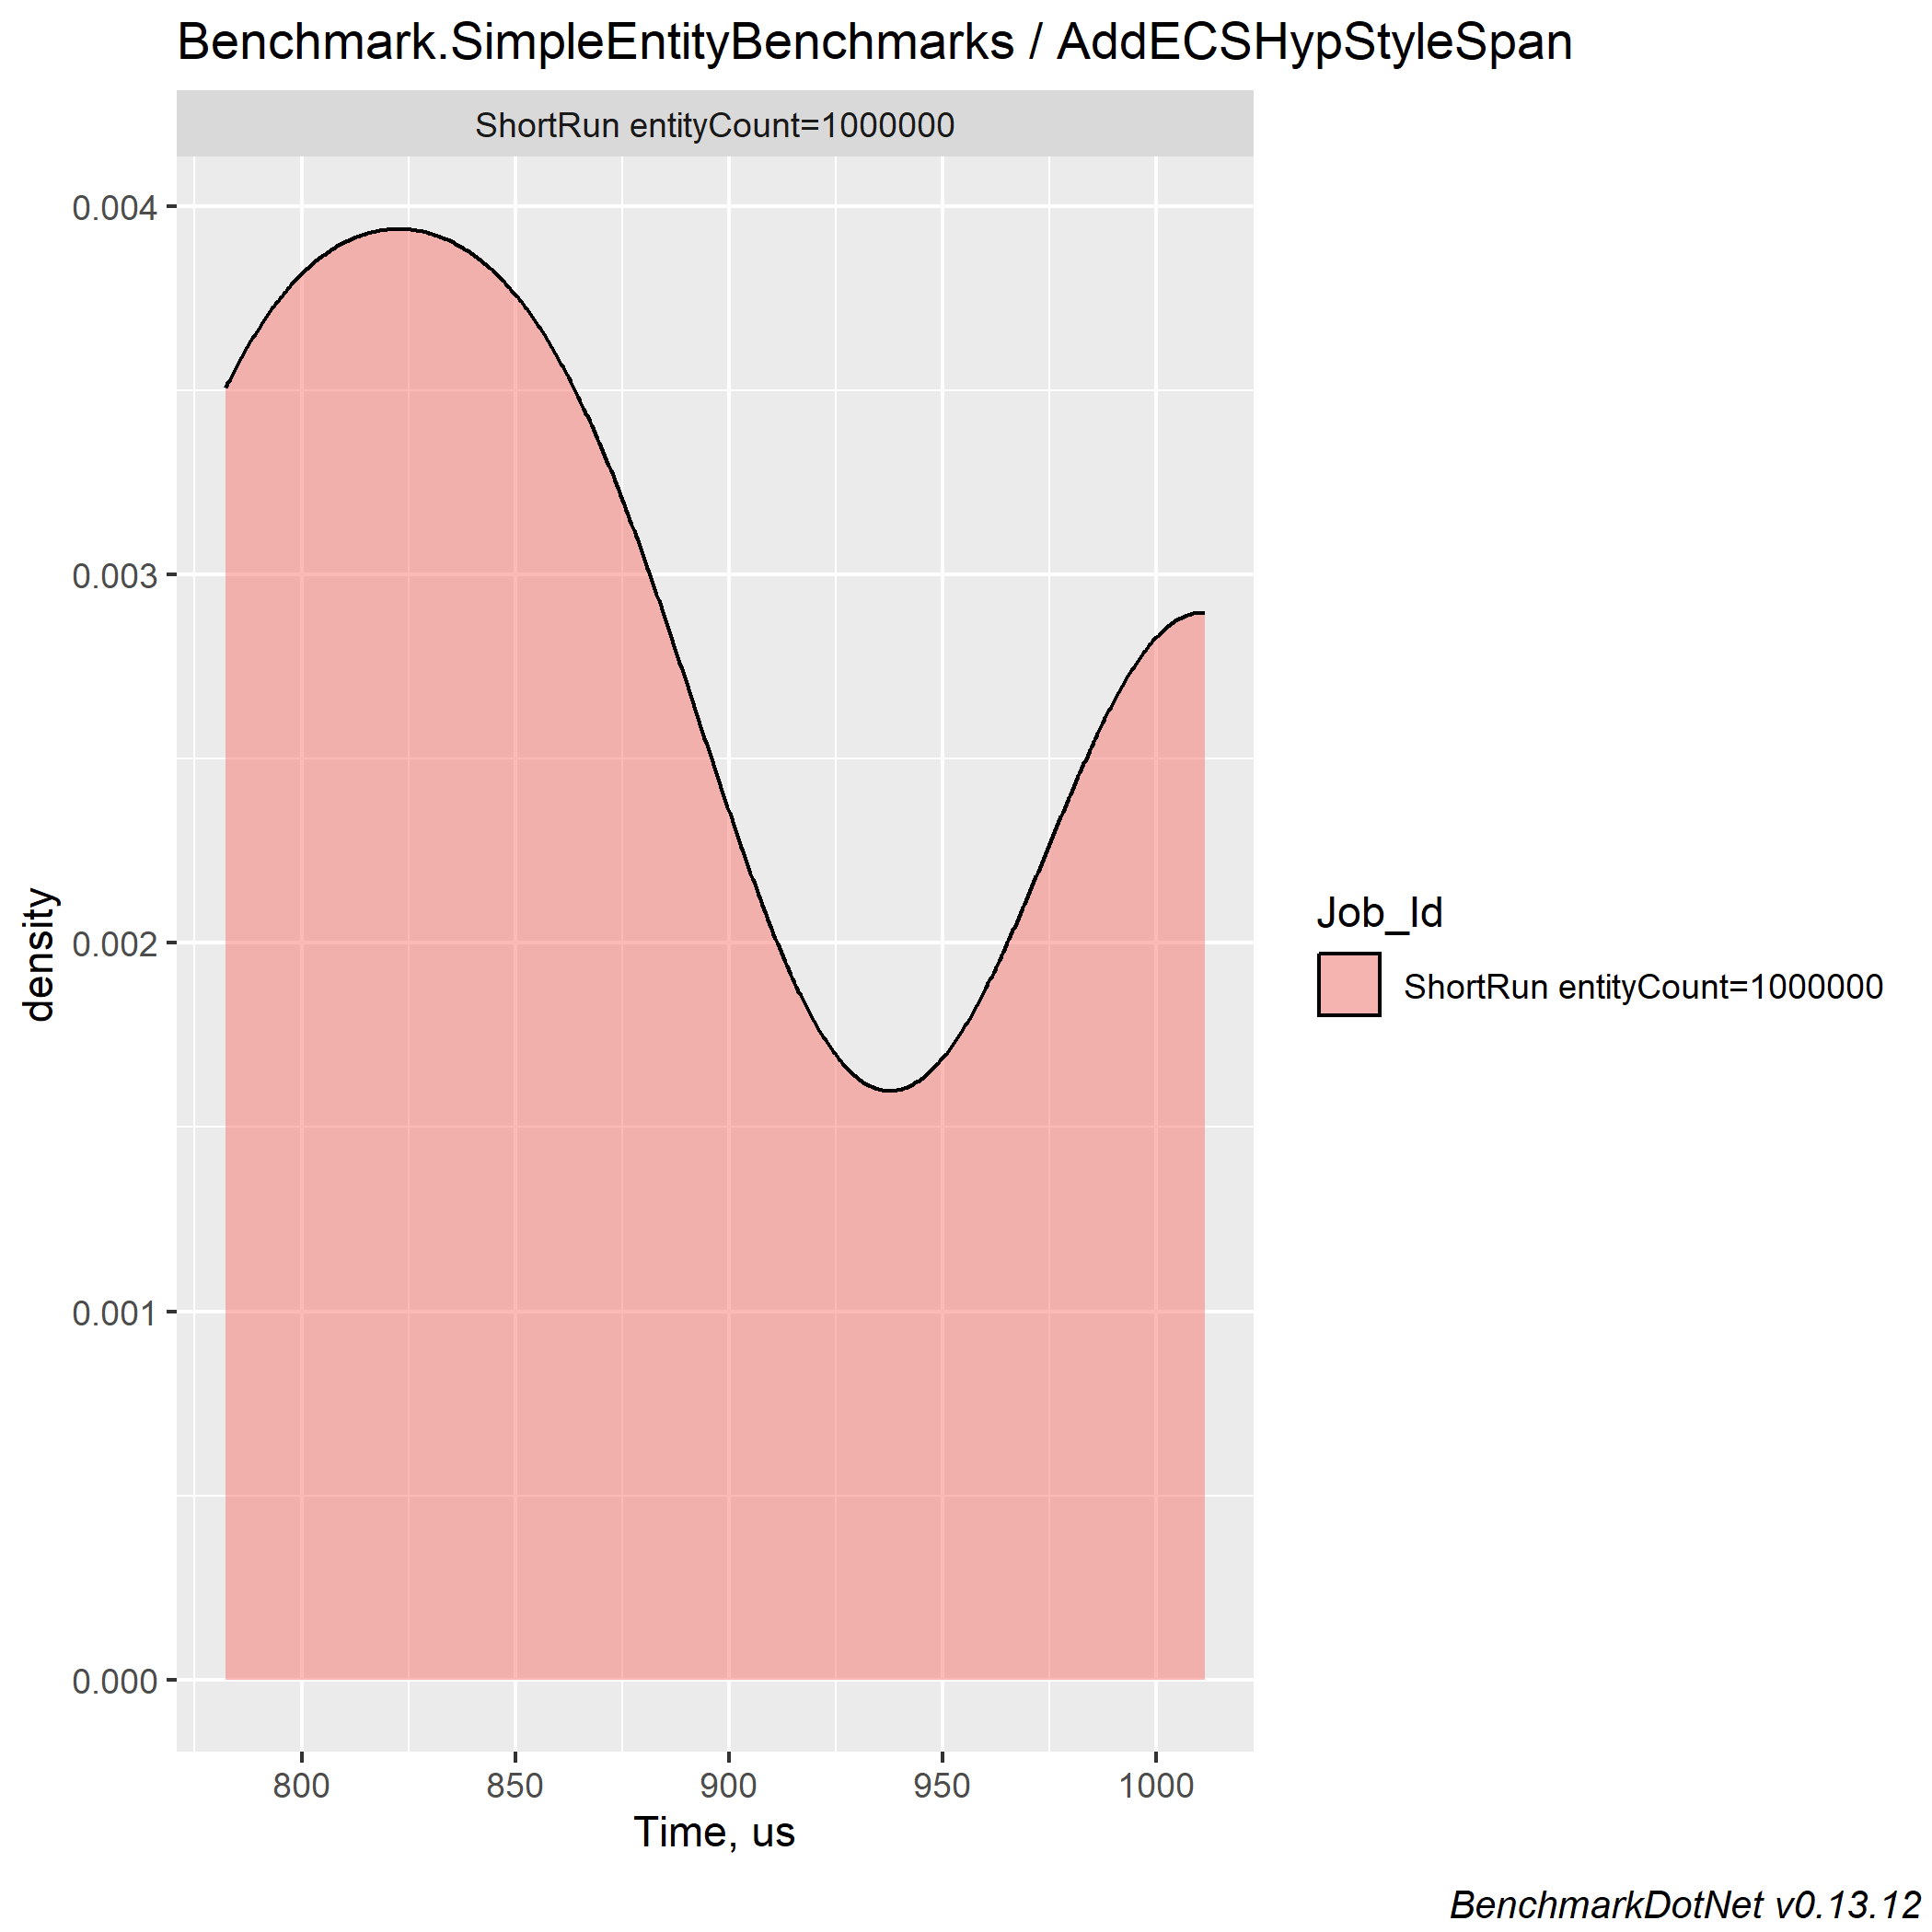 Benchmark.SimpleEntityBenchmarks / AddECSHypStyleSpan
ShortRun entityCount=1000000
0.004
0.003
0.002
0.001
0.000
density
800 850 900 950 1000
Time, us
Job_Id
ShortRun entityCount=1000000
BenchmarkDotNet v0.13.12